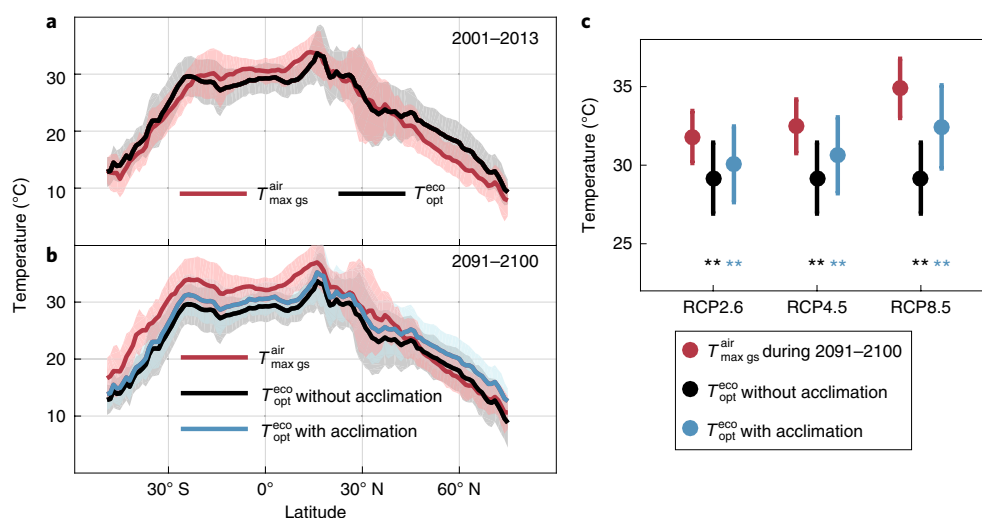 a
2001–2013
30
20
10
T air max gs
T eco opt
b
2091–2100
30
20
10
T air max gs
T eco opt without acclimation
T eco opt with acclimation
30° S
0°
30° N
60° N
Latitude
Temperature (°C)
c
35
30
25
Temperature (°C)
** ** ** ** ** **
RCP2.6 RCP4.5 RCP8.5
T air max gs during 2091–2100
T eco opt without acclimation
T eco opt with acclimation